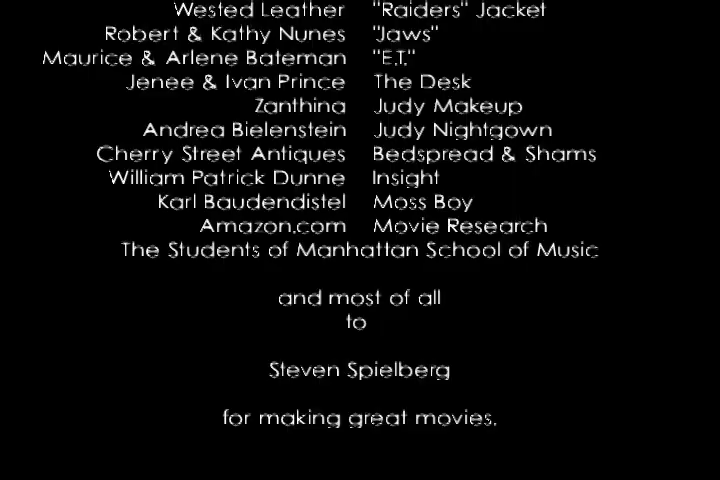 Wested Leather "Raiders" Jacket
Robert & Kathy Nunes "Jaws"
Maurice & Arlene Bateman "E.T."
Jenee & Ivan Prince The Desk
Zanthina Judy Makeup
Andrea Bielenstein Judy Nightgown
Cherry Street Antiques Bedspread & Shams
William Patrick Dunne Insight
Karl Baudendistel Moss Boy
Amazon.com Movie Research
The Students of Manhattan School of Music
and most of all
to
Steven Spielberg
for making great movies.